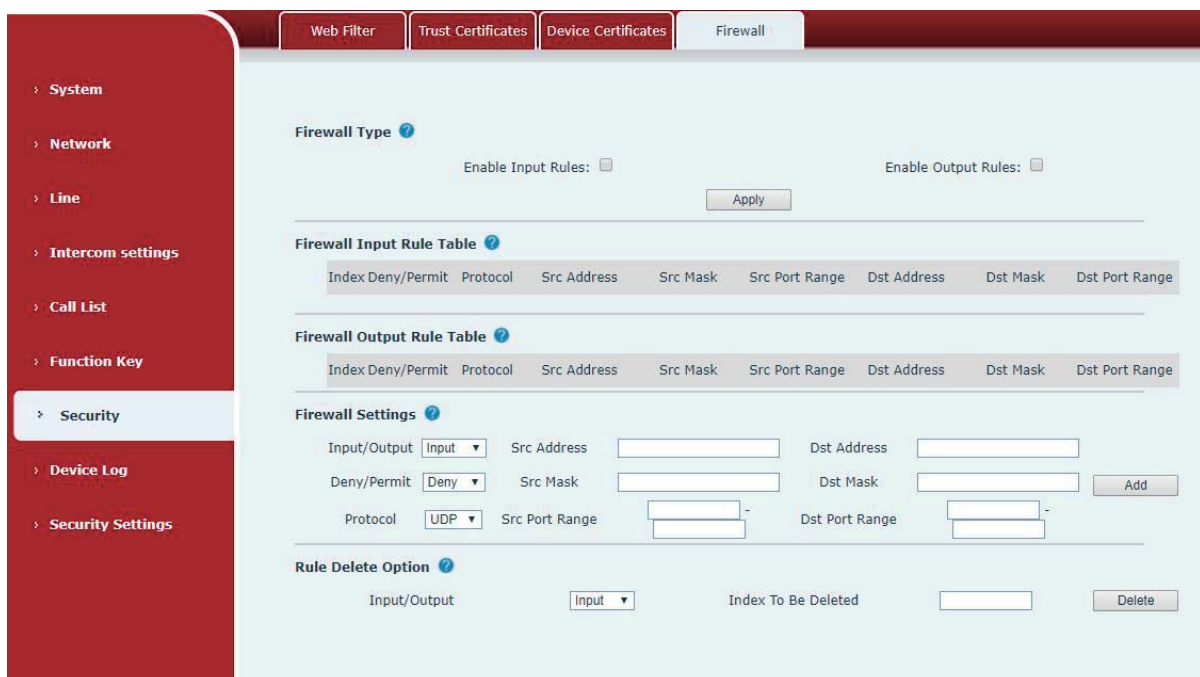 Web Filter Trust Certificates Device Certificates Firewall
System
Network
Line
Intercom settings
Call List
Function Key
Security
Device Log
Security Settings
Firewall Type ?
Enable Input Rules: Enable Output Rules:
Apply
Firewall Input Rule Table ?
Index Deny/Permit Protocol Src Address Src Mask Src Port Range Dst Address Dst Mask Dst Port Range
Firewall Output Rule Table ?
Index Deny/Permit Protocol Src Address Src Mask Src Port Range Dst Address Dst Mask Dst Port Range
Firewall Settings ?
Input/Output Input Src Address Dst Address
Deny/Permit Deny Src Mask Dst Mask Add
Protocol UDP Src Port Range - Dst Port Range -
Rule Delete Option ?
Input/Output Input Index To Be Deleted Delete